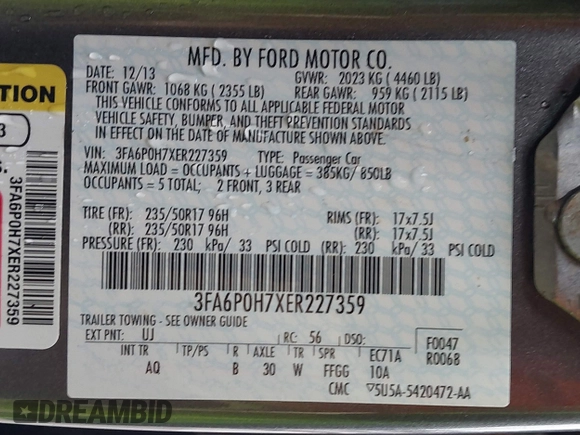 MFD. BY FORD MOTOR CO.
DATE: 12/13 GVWR: 2023 KG ( 4460 LB)
FRONT GAWR: 1068 KG ( 2355 LB) REAR GAWR: 959 KG ( 2115 LB)
THIS VEHICLE CONFORMS TO ALL APPLICABLE FEDERAL MOTOR
VEHICLE SAFETY, BUMPER, AND THEFT PREVENTION STANDARDS
IN EFFECT ON THE DATE OF MANUFACTURE SHOWN ABOVE.
VIN: 3FA6P0H7XER227359 TYPE: Passenger Car
MAXIMUM LOAD = OCCUPANTS + LUGGAGE = 385KG/ 850LB
OCCUPANTS = 5 TOTAL; 2 FRONT, 3 REAR
TIRE (FR): 235/50R17 96H RIMS (FR): 17x7.5J
(RR): 235/50R17 96H (RR): 17x7.5J
PRESSURE (FR): 230 kPa/ 33 PSI COLD (RR): 230 kPa/ 33 PSI COLD
3FA6P0H7XER227359
TRAILER TOWING - SEE OWNER GUIDE
EXT PNT: UJ RC: 56 DSO: F0047
R0068
INT TR TP/PS R AXLE TR SPR EC71A
AQ B 30 W FFGG 10A
CMC 5U5A-5420472-AA
TION
3
3FA6P0H7XER227359
DREAMBID